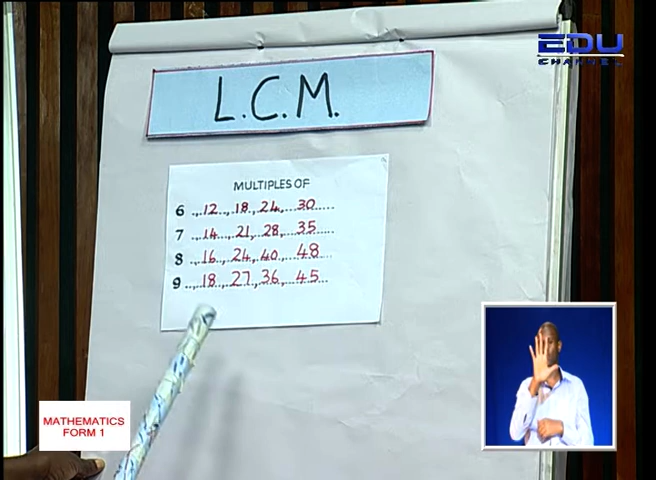 EDU
CHANNEL
L.C.M.
MULTIPLES OF
6 ..,12..,18,24,...30.....
7 ..,14...,21,.28,...35.....
8 ..,16..,24,40,...48...
9 ..,..18..,27,36,...45...
MATHEMATICS
FORM 1